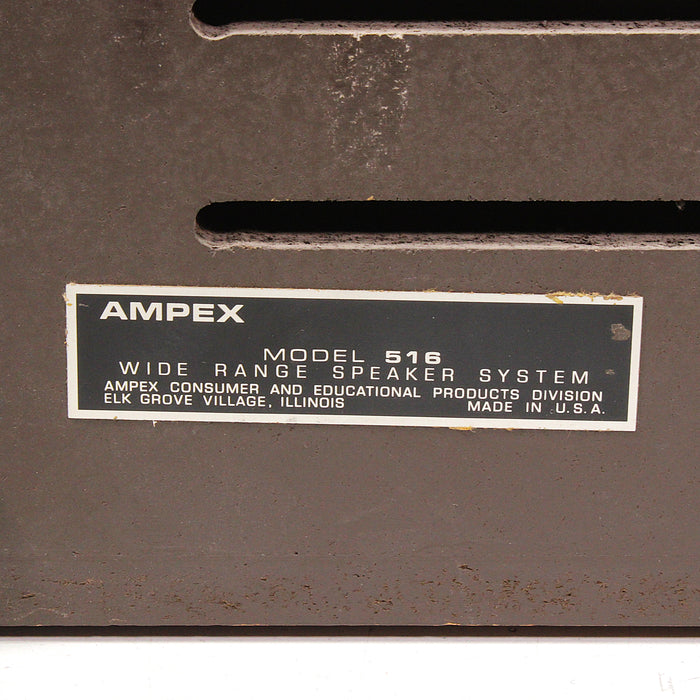 AMPEX
MODEL 516
WIDE RANGE SPEAKER SYSTEM
AMPEX CONSUMER AND EDUCATIONAL PRODUCTS DIVISION
ELK GROVE VILLAGE, ILLINOIS MADE IN U.S.A.